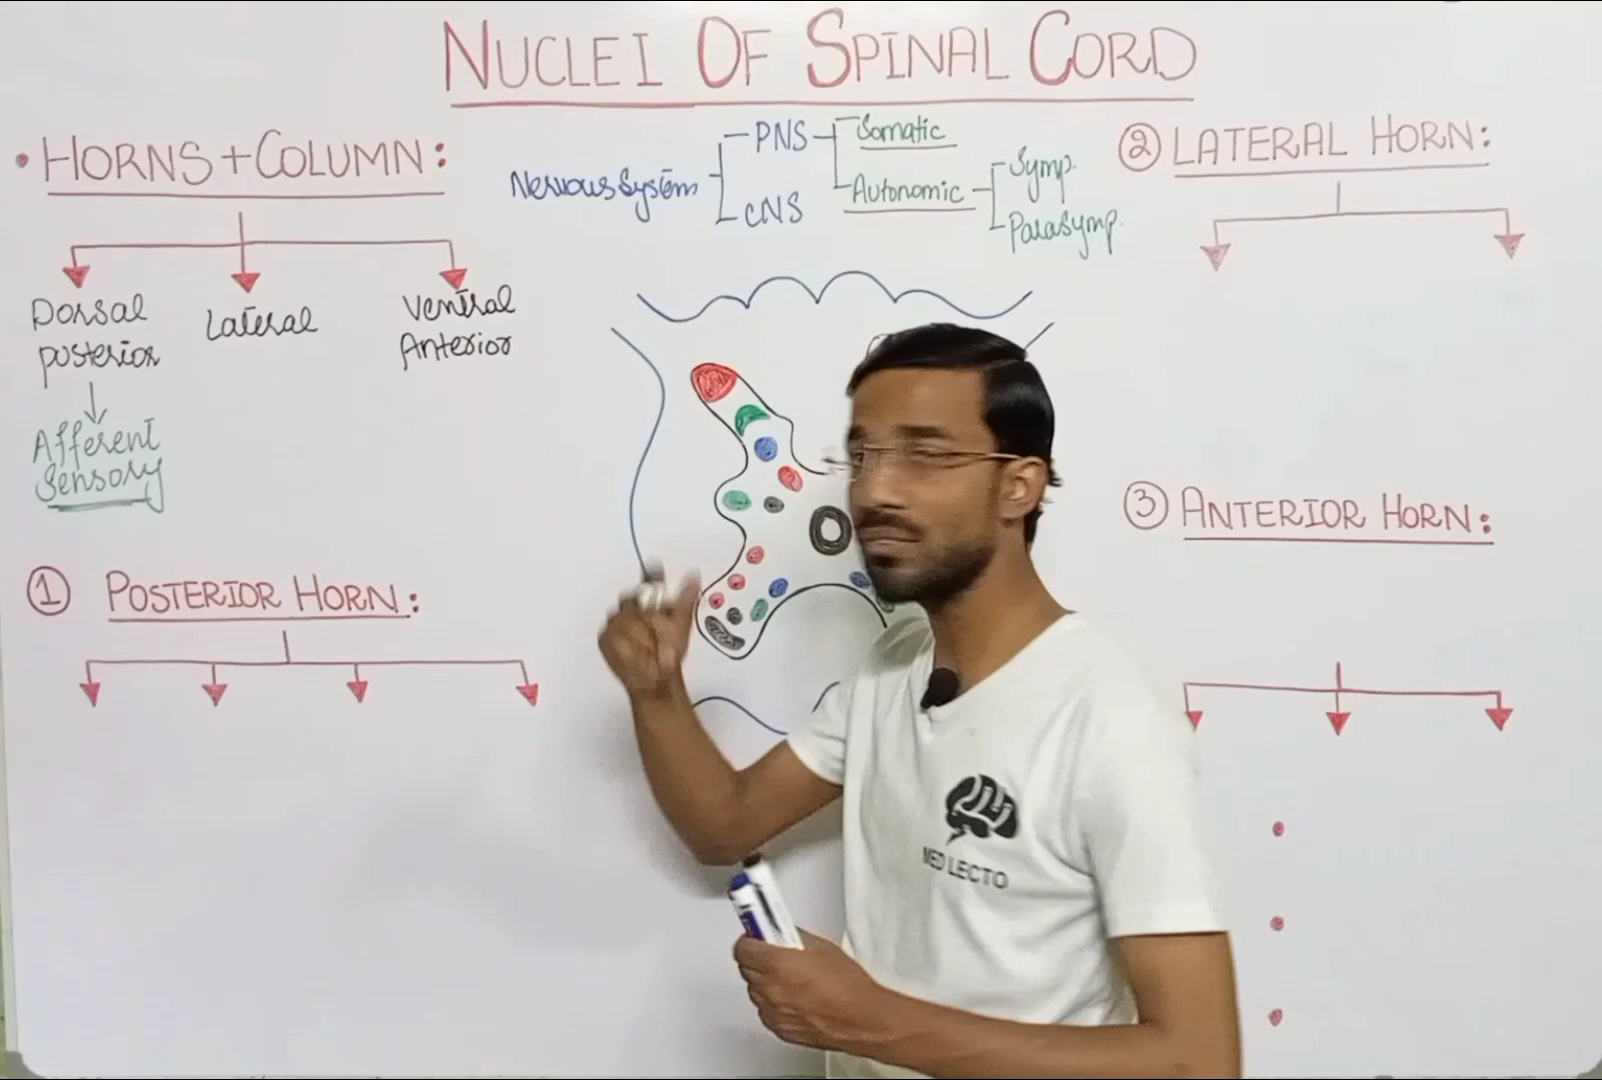 NUCLEI OF SPINAL CORD
• HORNS + COLUMN:
Dorsal
posterior
Lateral
Ventral
Anterior
Afferent
Sensory
Nervous System
PNS
CNS
Somatic
Autonomic
Symp.
Parasymp.
① POSTERIOR HORN:
② LATERAL HORN:
③ ANTERIOR HORN:
MED LECTO